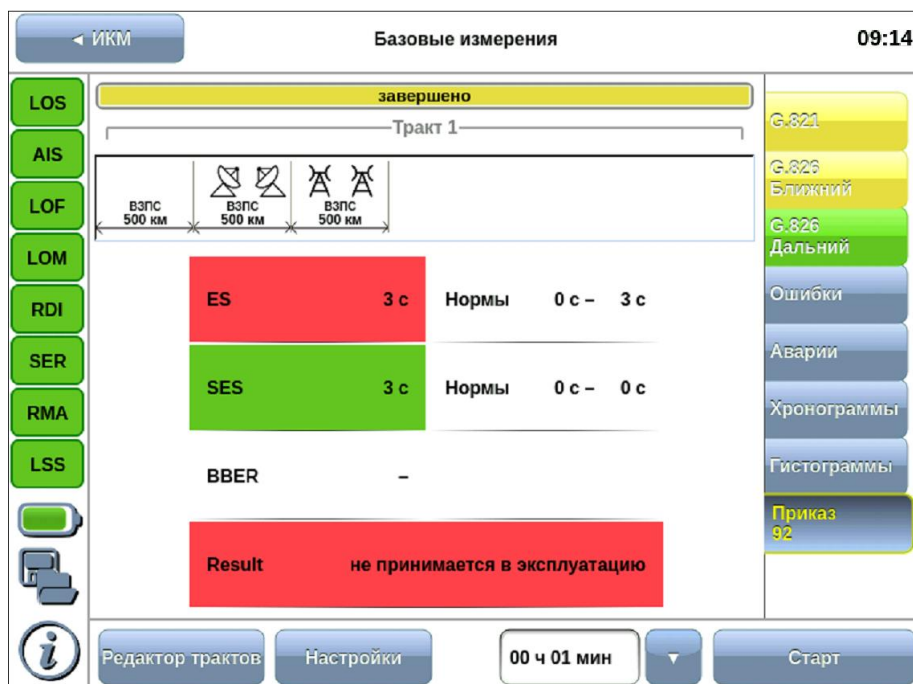 ◄ ИКМ
Базовые измерения
09:14
LOS
AIS
LOF
LOM
RDI
SER
RMA
LSS
завершено
Тракт 1
ВЗПС
500 км
ВЗПС
500 км
ВЗПС
500 км
ES 3 с Нормы 0 с – 3 с
SES 3 с Нормы 0 с – 0 с
BBER –
Result не принимается в эксплуатацию
G.821
G.826
Ближний
G.826
Дальний
Ошибки
Аварии
Хронограммы
Гистограммы
Приказ
92
i
Редактор трактов
Настройки
00 ч 01 мин
▼
Старт